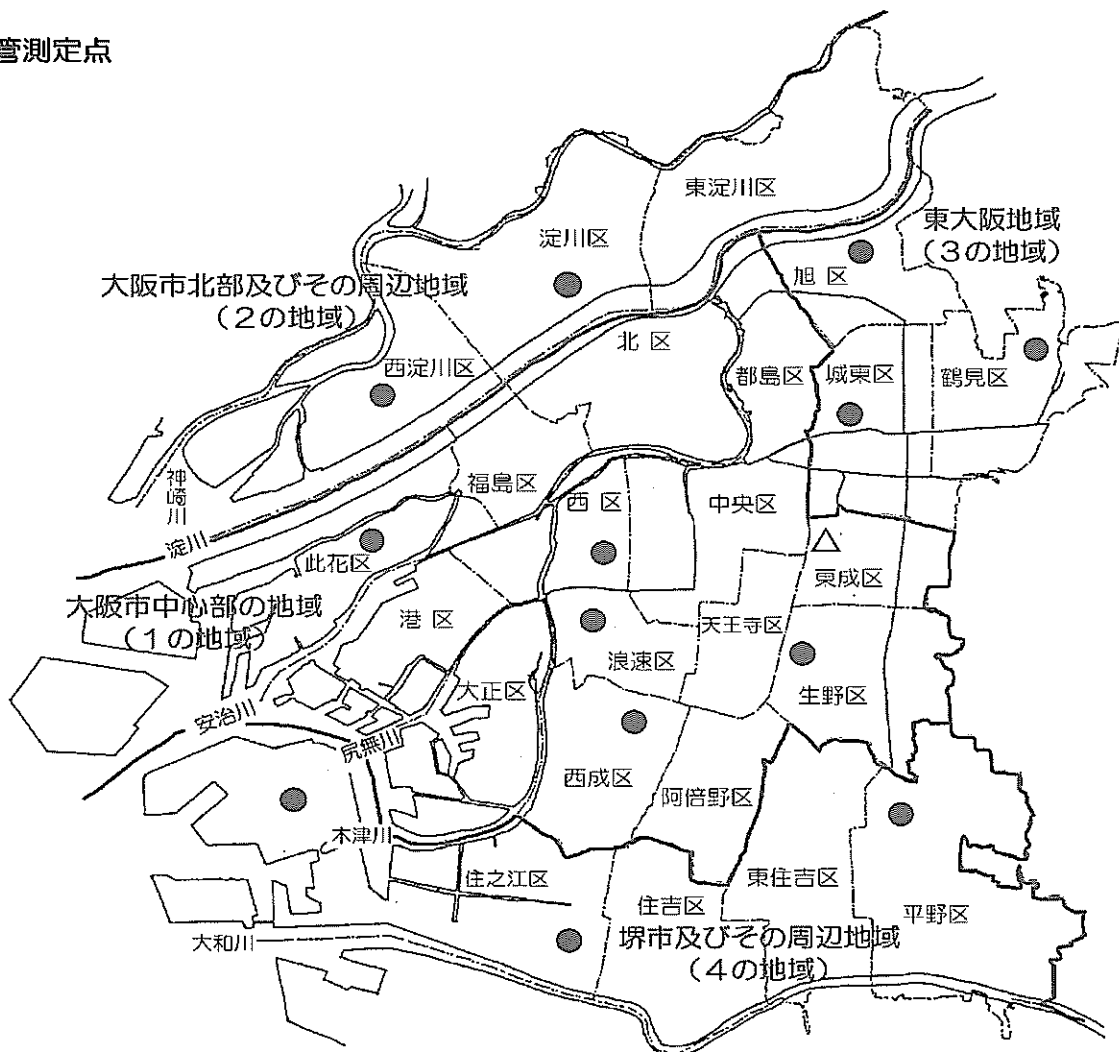 管測定点
東淀川区
淀川区
東大阪地域
(3の地域)
旭区
大阪市北部及びその周辺地域
(2の地域)
北区
西淀川区
都島区
城東区
鶴見区
神崎川
福島区
西区
中央区
淀川
此花区
東成区
大阪市中心部の地域
(1の地域)
港区
天王寺区
浪速区
大正区
生野区
安治川
尻無川
西成区
阿倍野区
木津川
住之江区
東住吉区
住吉区
平野区
大和川
堺市及びその周辺地域
(4の地域)